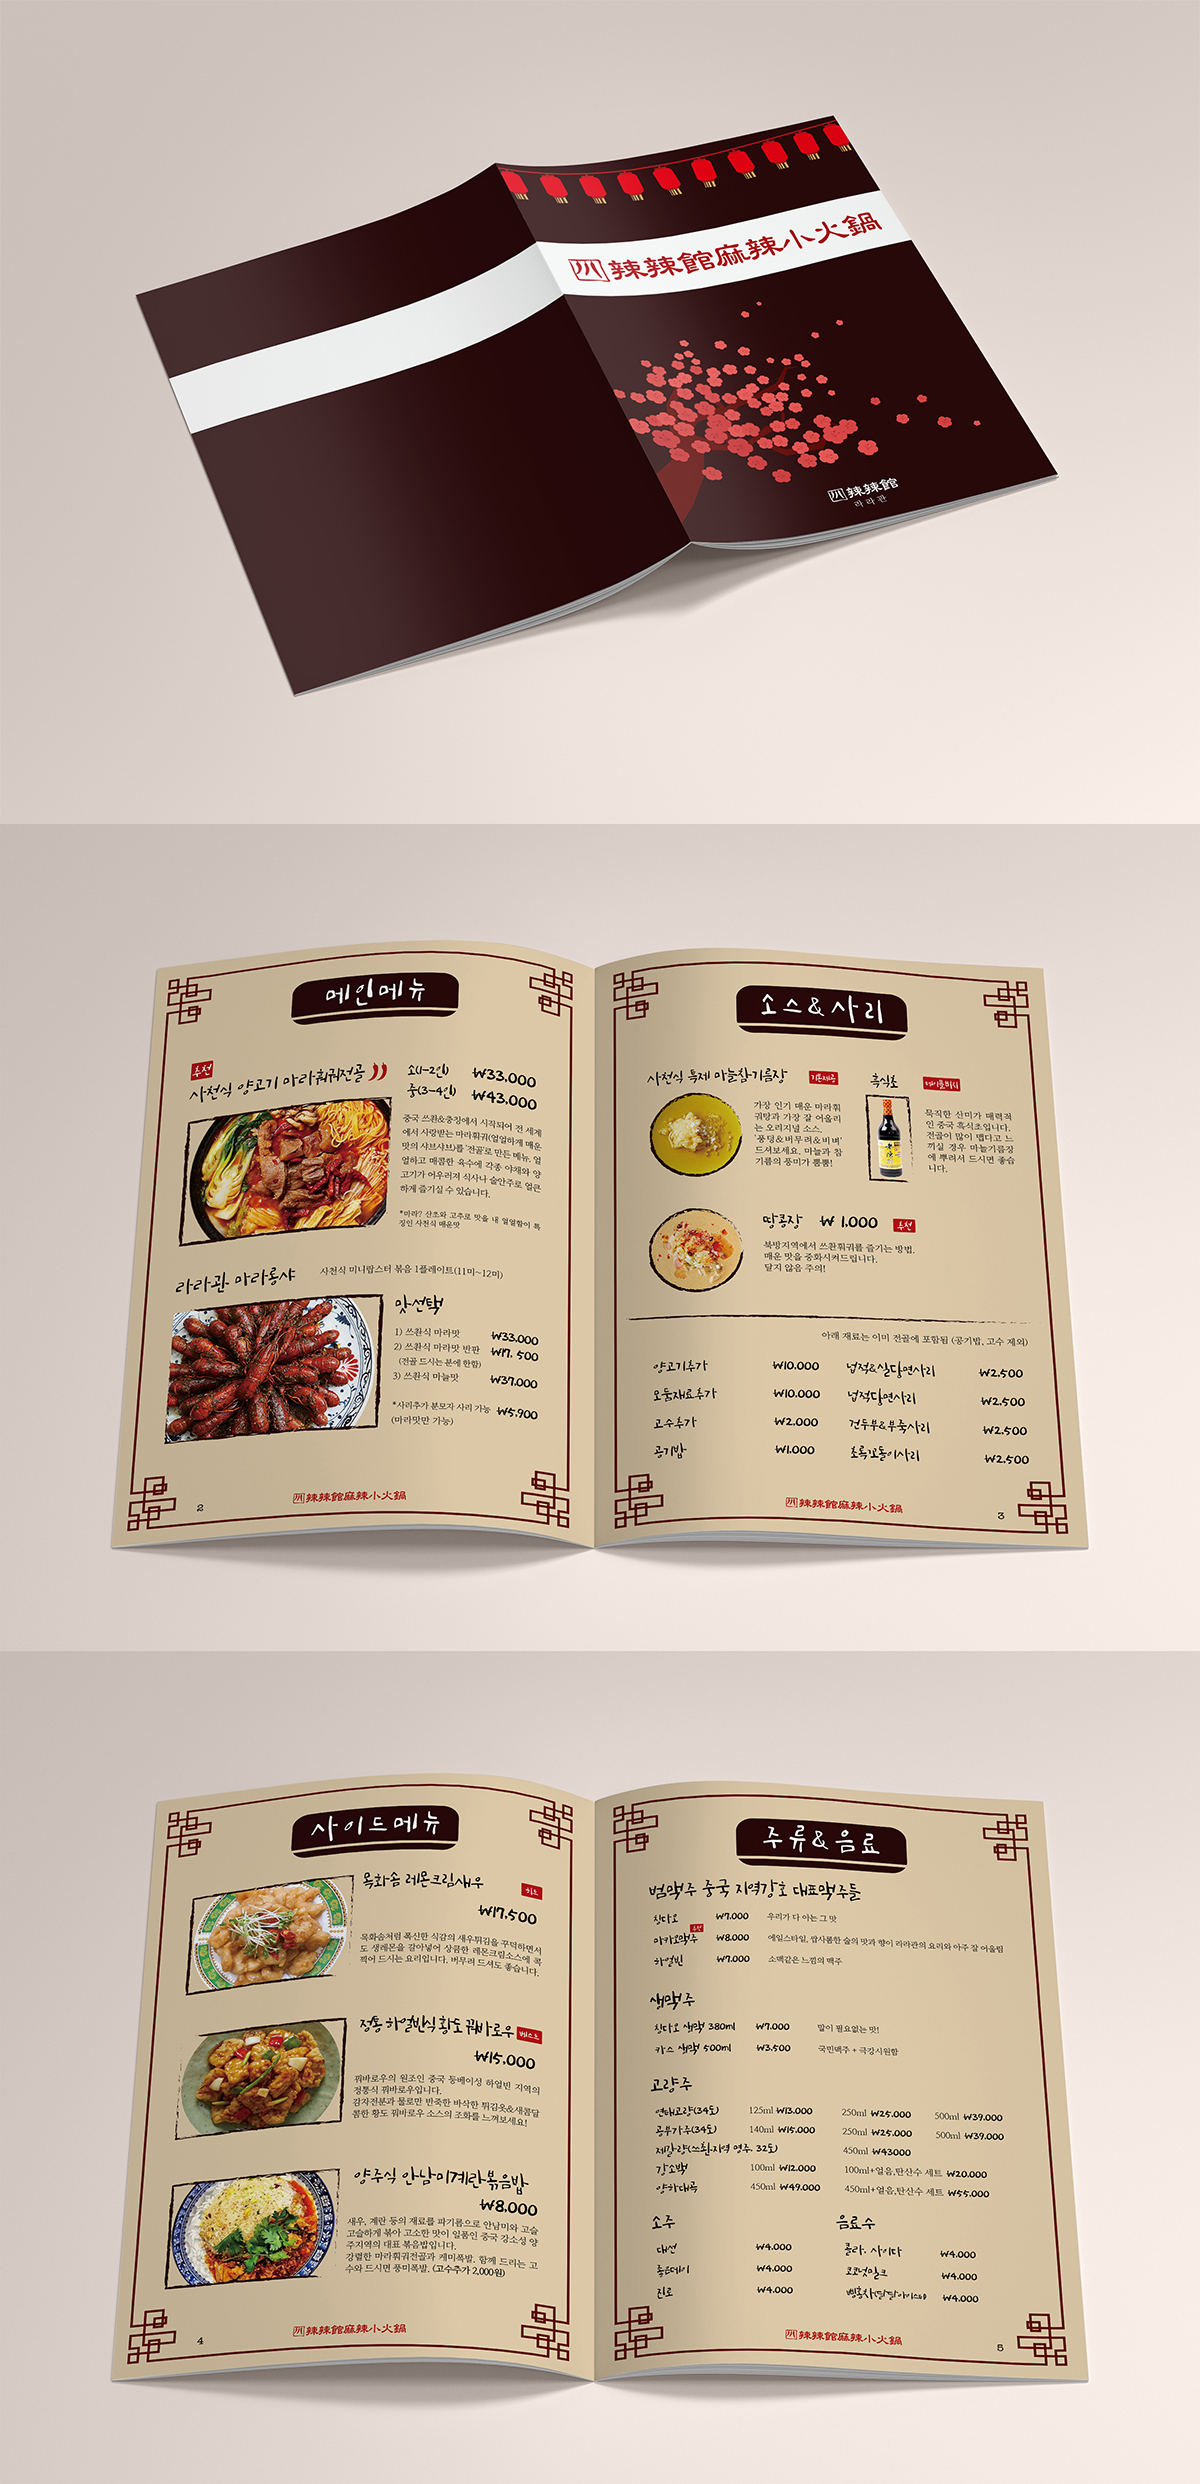 川 辣辣館麻辣小火鍋
川 辣辣館
라라관
메인메뉴
추천
사천식 양고기 마라훠궈전골
소(1-2인) ₩33.000
중(3-4인) ₩43.000
중국 쓰촨&충칭에서 시작되어 전 세계
에서 사랑받는 마라훠궈(얼얼하게 매운
맛의 샤브샤브)를 '전골'로 만든 메뉴. 얼
얼하고 매콤한 육수에 각종 야채와 양
고기가 어우러져 식사나 술안주로 얼큰
하게 즐기실 수 있습니다.
*마라? 산초와 고추로 맛을 내 얼얼함이 특
징인 사천식 매운맛
라라관 마라롱샤
사천식 미니랍스터 볶음 1플레이트(11미~12미)
맛선택
1) 쓰촨식 마라맛 ₩33.000
2) 쓰촨식 마라맛 반판 ₩17.500
(전골 드시는 분에 한함)
3) 쓰촨식 마늘맛 ₩37.000
*사리추가 분모자 사리 가능 ₩5.900
(마라맛만 가능)
2
川 辣辣館麻辣小火鍋
소스&사리
사천식 특제 마늘참기름장 기본제공
가장 인기 매운 마라훠
궈탕과 가장 잘 어울리
는 오리지널 소스.
'퐁당&버무려&비벼'
드셔보세요. 마늘과 참
기름의 풍미가 뿜뿜!
흑식초 테이블비치
묵직한 산미가 매력적
인 중국 흑식초입니다.
전골이 많이 맵다고 느
끼실 경우 마늘기름장
에 뿌려서 드시면 좋습
니다.
땅콩장 ₩1.000 추천
북방지역에서 쓰촨훠궈를 즐기는 방법.
매운 맛을 중화시켜드립니다.
달지 않음 주의!
아래 재료는 이미 전골에 포함됨 (공기밥, 고수 제외)
양고기추가 ₩10.000 넙적&실당면사리 ₩2.500
모둠재료추가 ₩10.000 넙적당면사리 ₩2.500
고수추가 ₩2.000 건두부&부죽사리 ₩2.500
공기밥 ₩1.000 초록꼬돌이사리 ₩2.500
川 辣辣館麻辣小火鍋
3
사이드메뉴
목화솜 레몬크림새우 히트
₩17,500
목화솜처럼 폭신한 식감의 새우튀김을 꾸덕하면서
도 생레몬을 갈아넣어 상큼한 레몬크림소스에 콕
찍어 드시는 요리입니다. 버무려 드셔도 좋습니다.
정통 하얼빈식 황도 꿔바로우 베스트
₩15.000
꿔바로우의 원조인 중국 동베이성 하얼빈 지역의
정통식 꿔바로우입니다.
감자전분과 물로만 반죽한 바삭한 튀김옷&새콤달
콤한 황도 꿔바로우 소스의 조화를 느껴보세요!
양주식 안남미계란볶음밥
₩8.000
새우, 계란 등의 재료를 파기름으로 안남미와 고슬
고슬하게 볶아 고소한 맛이 일품인 중국 강소성 양
주지역의 대표 볶음밥입니다.
강렬한 마라훠궈전골과 케미폭발. 함께 드리는 고
수와 드시면 풍미폭발. (고수추가 2,000원)
4
川 辣辣館麻辣小火鍋
주류&음료
병맥주 중국 지역강호 대표맥주들
칭다오 ₩7.000 우리가 다 아는 그 맛
추천
마카오맥주 ₩8.000 에일스타일, 쌉사름한 술의 맛과 향이 라라관의 요리와 아주 잘 어울림
하얼빈 ₩7.000 소맥같은 느낌의 맥주
생맥주
칭다오 생맥 380ml ₩7.000 말이 필요없는 맛!
카스 생맥 500ml ₩3.500 국민맥주 + 극강시원함
고량주
연태고량(34도) 125ml ₩13.000 250ml ₩25.000 500ml ₩39.000
공부가주(34도) 140ml ₩15.000 250ml ₩25.000 500ml ₩39.000
제갈량(쓰촨지역 명주. 32도) 450ml ₩43000
강소백 100ml ₩12.000 100ml+얼음,탄산수 세트 ₩20.000
양하대곡 450ml ₩49.000 450ml+얼음,탄산수 세트 ₩55.000
소주 음료수
대선 ₩4.000 콜라, 사이다 ₩4.000
좋은데이 ₩4.000 코코넛밀크 ₩4.000
진로 ₩4.000 ₩4.000
川 辣辣館麻辣小火鍋
5